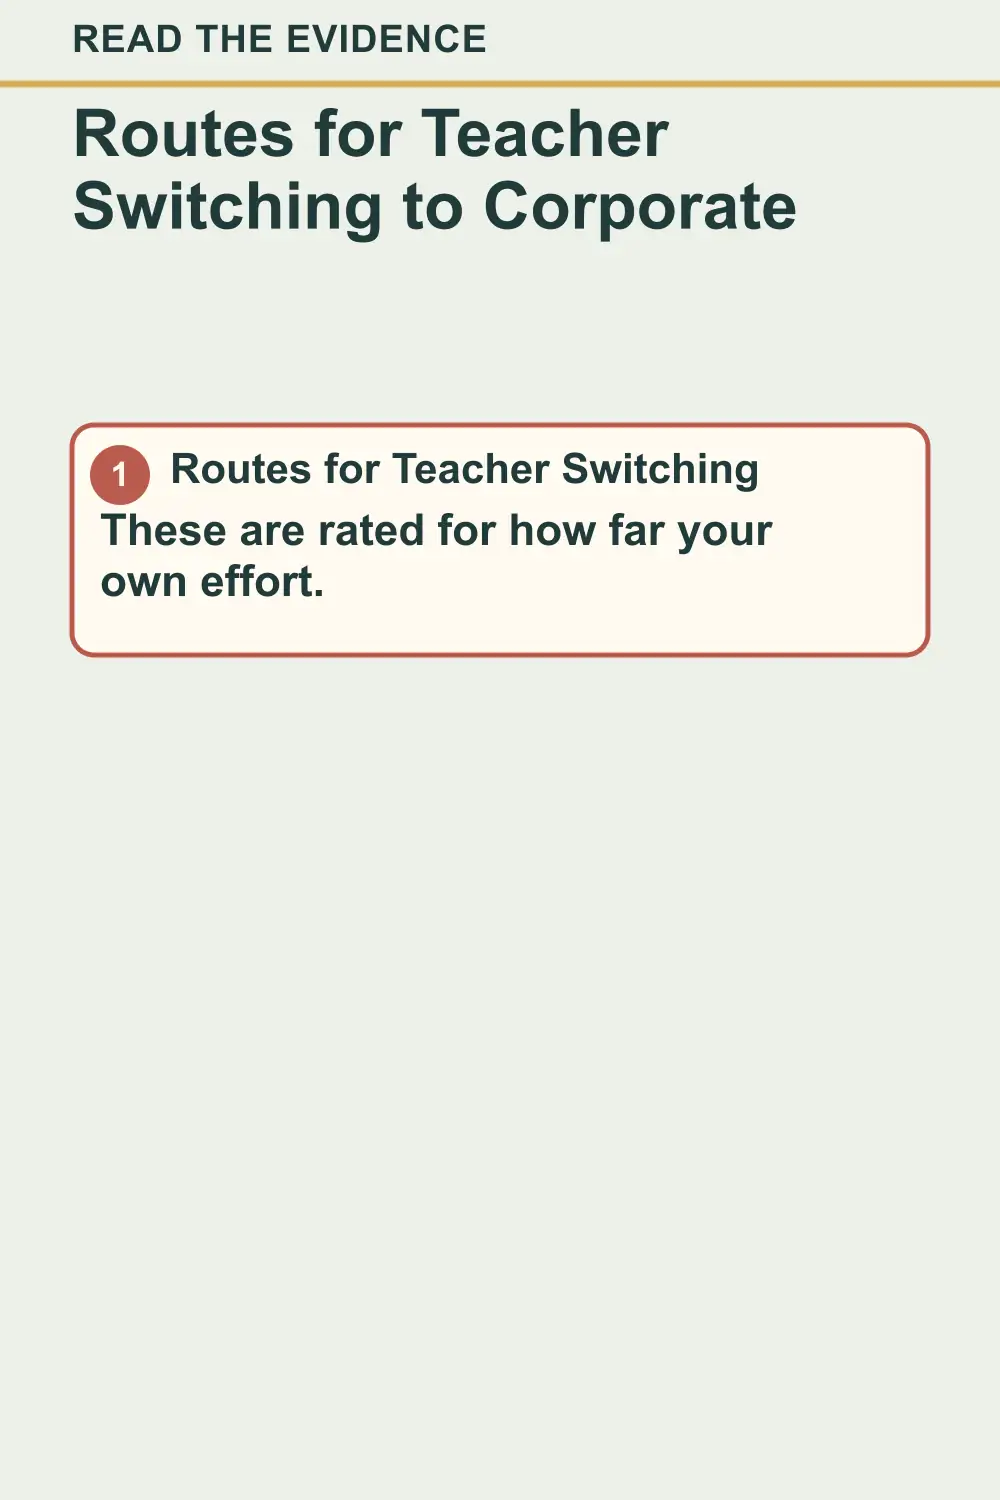 READ THE EVIDENCE
Routes for Teacher
Switching to Corporate
1 Routes for Teacher Switching
These are rated for how far your
own effort.